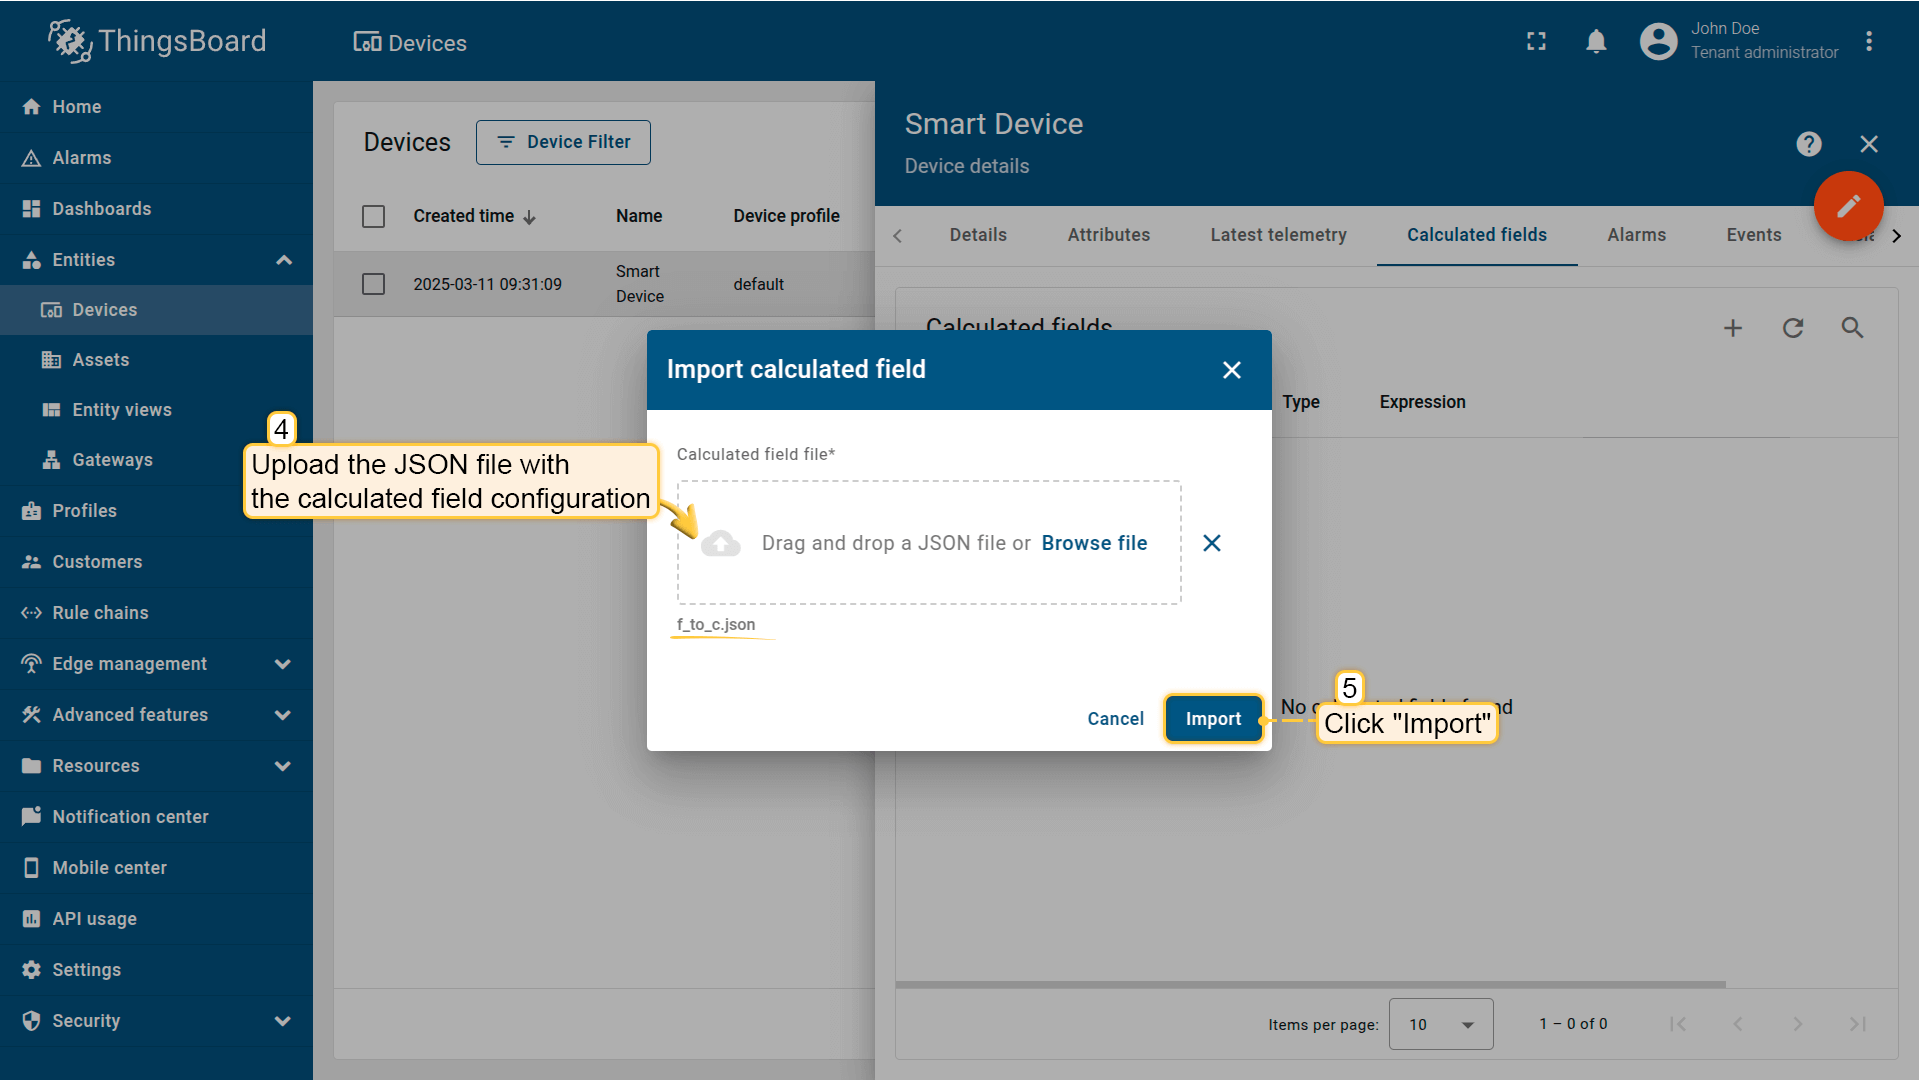 ThingsBoard
Devices
John Doe
Tenant administrator
Home
Alarms
Dashboards
Entities
Devices
Assets
Entity views
Gateways
Profiles
Customers
Rule chains
Edge management
Advanced features
Resources
Notification center
Mobile center
API usage
Settings
Security
Devices
Device Filter
Created time
Name
Device profile
2025-03-11 09:31:09
Smart
Device
default
Smart Device
Device details
Details
Attributes
Latest telemetry
Calculated fields
Alarms
Events
Calculated fields
Type
Expression
Import calculated field
Calculated field file*
Drag and drop a JSON file or Browse file
f_to_c.json
Cancel
Import
4
Upload the JSON file with
the calculated field configuration
5
Click "Import"
No
Items per page:
10
1 – 0 of 0